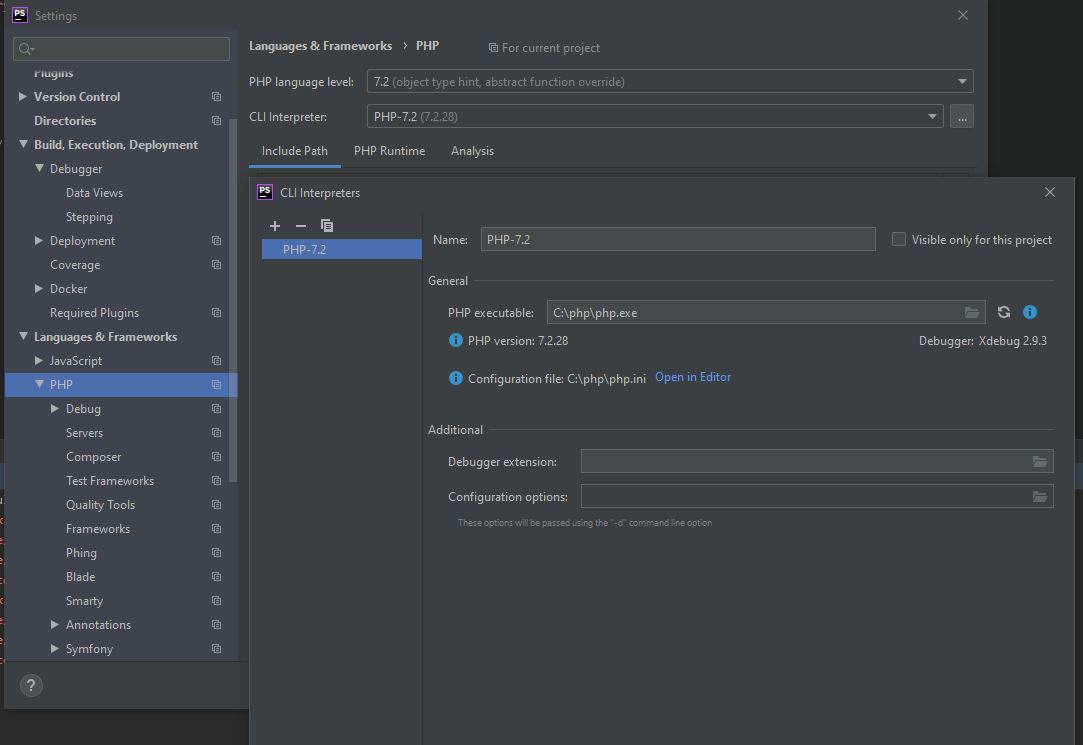 PS Settings
Plugins
Version Control
Directories
Build, Execution, Deployment
Debugger
Data Views
Stepping
Deployment
Coverage
Docker
Required Plugins
Languages & Frameworks
JavaScript
PHP
Debug
Servers
Composer
Test Frameworks
Quality Tools
Frameworks
Phing
Blade
Smarty
Annotations
Symfony
?
Languages & Frameworks › PHP For current project
PHP language level: 7.2 (object type hint, abstract function override)
CLI Interpreter: PHP-7.2 (7.2.28) ...
Include Path PHP Runtime Analysis
PS CLI Interpreters
PHP-7.2
Name: PHP-7.2 Visible only for this project
General
PHP executable: C:\php\php.exe
PHP version: 7.2.28 Debugger: Xdebug 2.9.3
Configuration file: C:\php\php.ini Open in Editor
Additional
Debugger extension:
Configuration options:
These options will be passed using the "-d" command line option